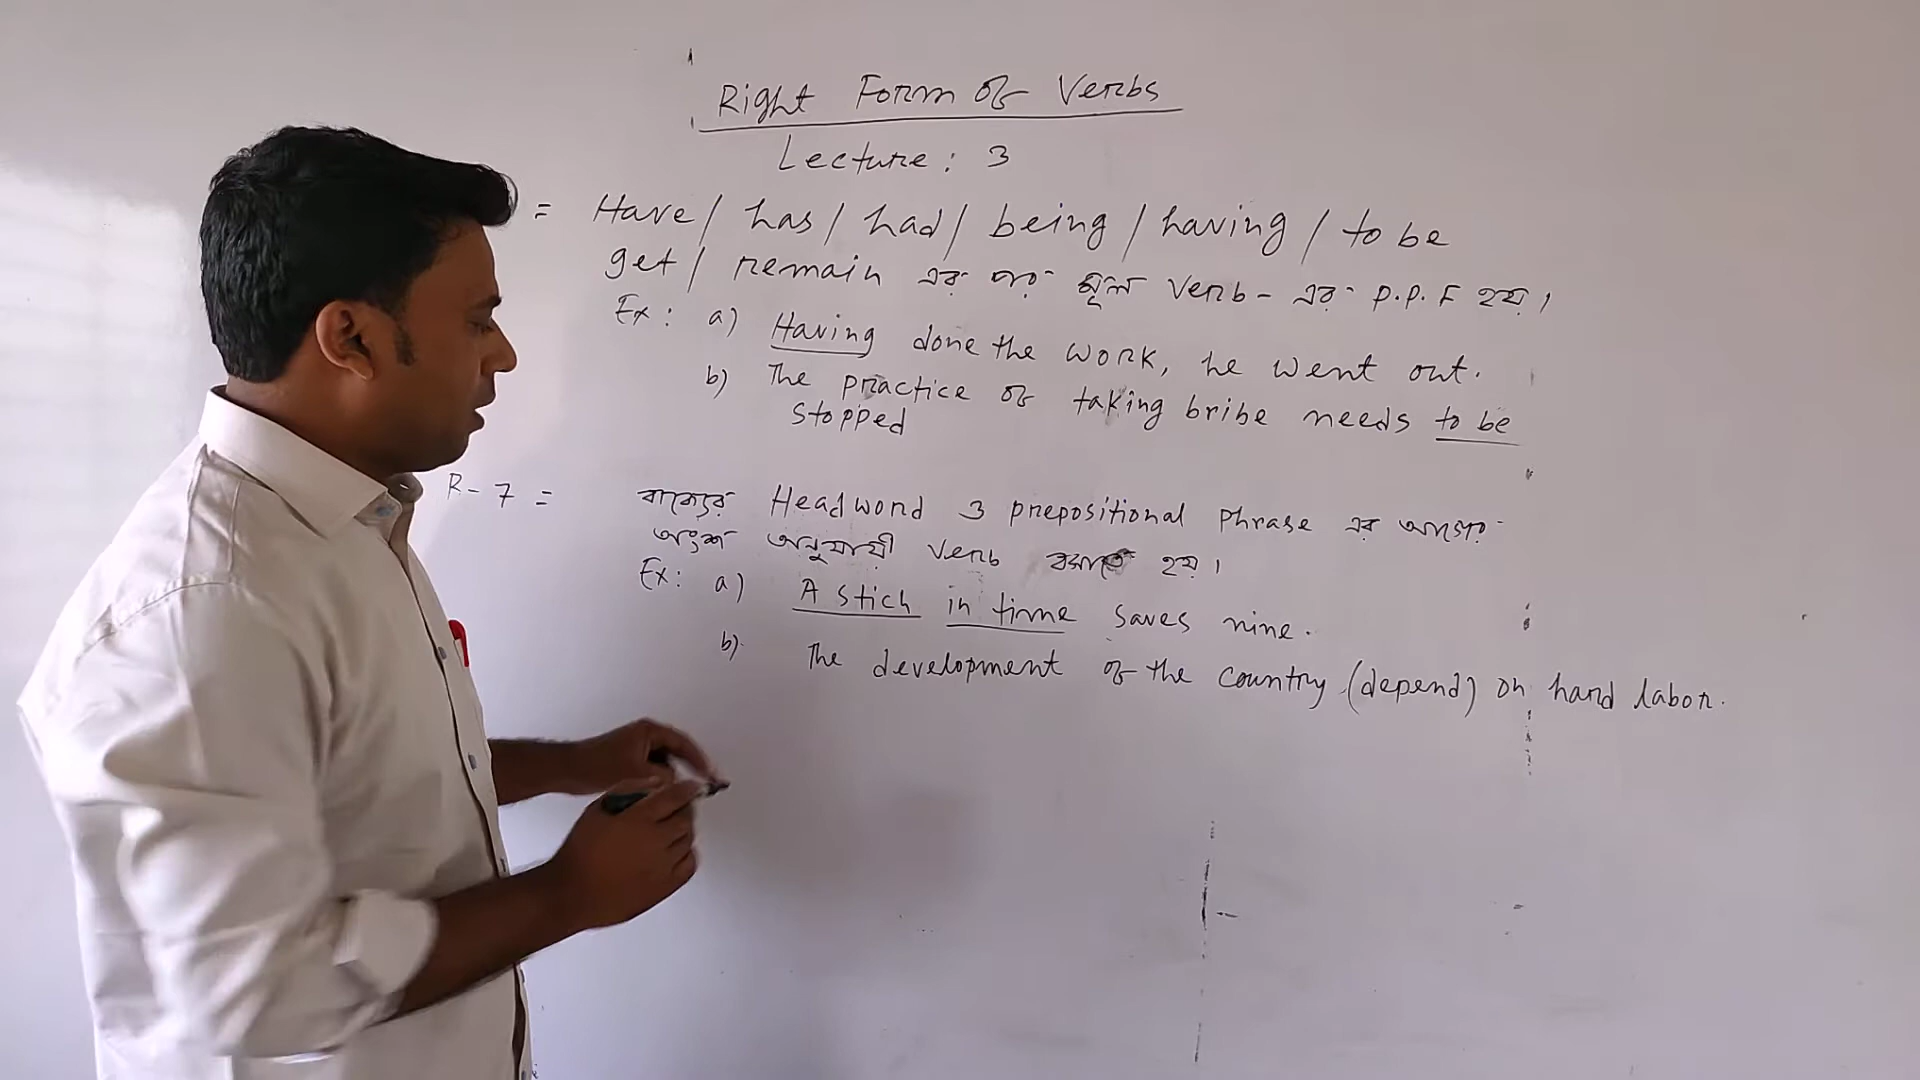 Right Form Of Verbs
Lecture: 3
= Have / has / had / being / having / to be
get / remain এর পর মূল verb - এর P.P.F হয়।
Ex: a) Having done the work, he went out.
b) The practice of taking bribe needs to be
stopped
R-7 = বাক্যের Headword ও prepositional phrase এর আগের
অংশ অনুযায়ী verb বসাতে হয়।
Ex: a) A stich in time saves nine.
b) The development of the country (depend) on hard labor.